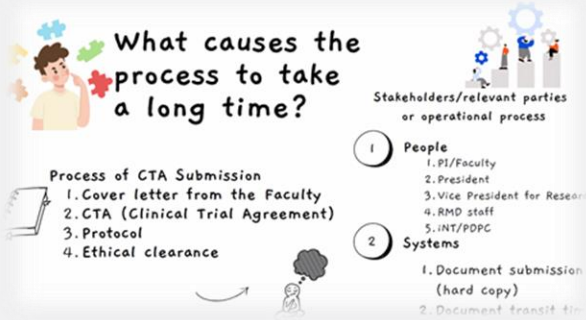 What causes the
process to take
a long time?
Stakeholders/relevant parties
or operational process
Process of CTA Submission
1. Cover letter from the Faculty
2. CTA (Clinical Trial Agreement)
3. Protocol
4. Ethical clearance
1
People
1. PI/Faculty
2. President
3. Vice President for
4. RMD staff
5. iNT/PDPC
2
Systems
1. Document submission
(hard copy)
2. Document transit